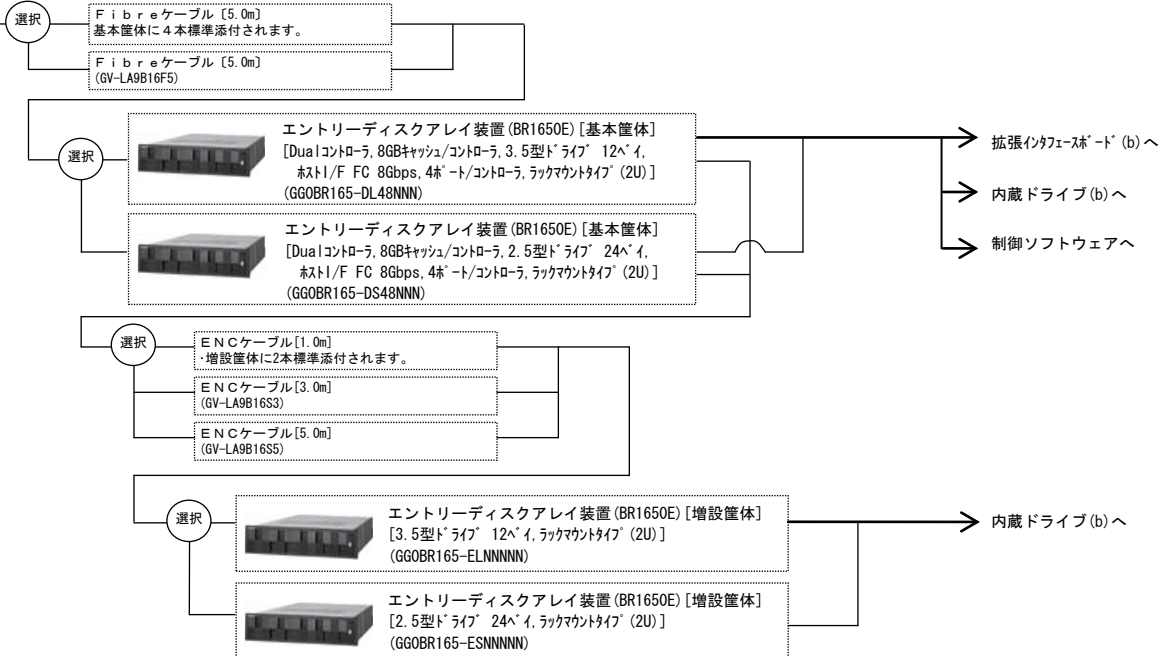 選択
Ｆｉｂｒｅケーブル〔5.0m〕
基本筐体に４本標準添付されます。
Ｆｉｂｒｅケーブル〔5.0m〕
(GV-LA9B16F5)
選択
エントリーディスクアレイ装置(BR1650E)[基本筐体]
[Dualｺﾝﾄﾛｰﾗ,8GBｷｬｯｼｭ/ｺﾝﾄﾛｰﾗ,3.5型ﾄﾞﾗｲﾌﾞ 12ﾍﾞｲ,
ﾎｽﾄI/F FC 8Gbps,4ﾎﾟｰﾄ/ｺﾝﾄﾛｰﾗ,ﾗｯｸﾏｳﾝﾄﾀｲﾌﾟ(2U)]
(GG0BR165-DL48NNN)
拡張ｲﾝﾀﾌｪｰｽﾎﾞｰﾄﾞ(b)へ
内蔵ドライブ(b)へ
制御ソフトウェアへ
エントリーディスクアレイ装置(BR1650E)[基本筐体]
[Dualｺﾝﾄﾛｰﾗ,8GBｷｬｯｼｭ/ｺﾝﾄﾛｰﾗ,2.5型ﾄﾞﾗｲﾌﾞ 24ﾍﾞｲ,
ﾎｽﾄI/F FC 8Gbps,4ﾎﾟｰﾄ/ｺﾝﾄﾛｰﾗ,ﾗｯｸﾏｳﾝﾄﾀｲﾌﾟ(2U)]
(GG0BR165-DS48NNN)
選択
ＥＮＣケーブル[1.0m]
･増設筐体に2本標準添付されます。
ＥＮＣケーブル[3.0m]
(GV-LA9B16S3)
ＥＮＣケーブル[5.0m]
(GV-LA9B16S5)
選択
エントリーディスクアレイ装置(BR1650E)[増設筐体]
[3.5型ﾄﾞﾗｲﾌﾞ 12ﾍﾞｲ,ﾗｯｸﾏｳﾝﾄﾀｲﾌﾟ(2U)]
(GG0BR165-ELNNNNN)
内蔵ドライブ(b)へ
エントリーディスクアレイ装置(BR1650E)[増設筐体]
[2.5型ﾄﾞﾗｲﾌﾞ 24ﾍﾞｲ,ﾗｯｸﾏｳﾝﾄﾀｲﾌﾟ(2U)]
(GG0BR165-ESNNNNN)